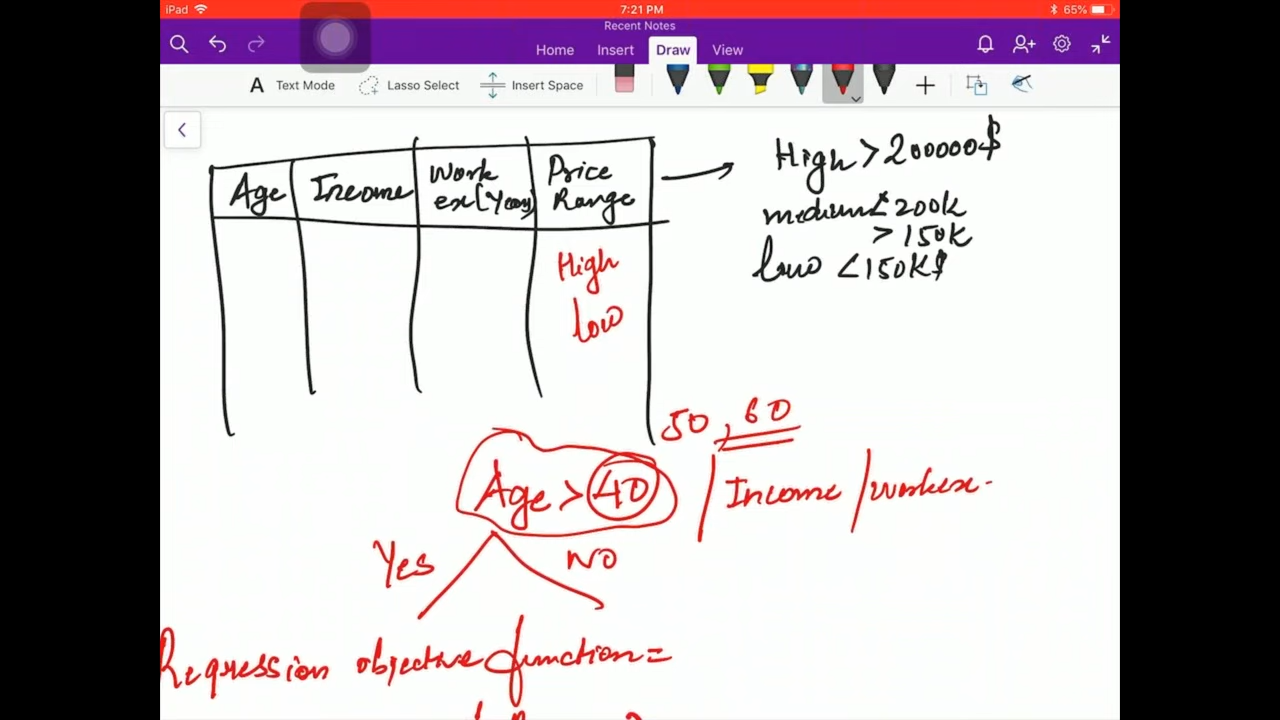 iPad 7:21 PM 65%
Recent Notes
Home Insert Draw View
A Text Mode Lasso Select Insert Space
Age Income Work ex(Years) Price Range
High > 200000$
medium < 200k
> 150k
low < 150k$
High
low
50, 60
Age > 40 / Income / workex.
Yes NO
Regression objective function =